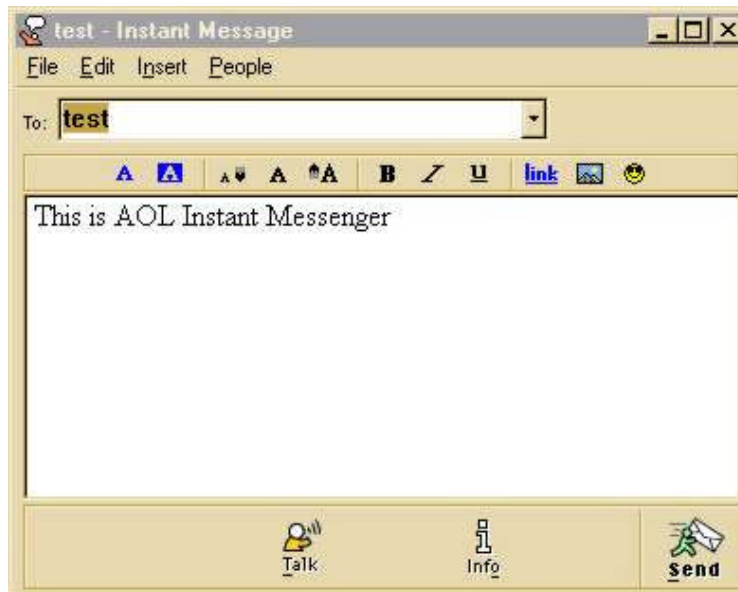 test - Instant Message
File Edit Insert People
To: test
A A A A A B I U link
This is AOL Instant Messenger
Talk Info Send